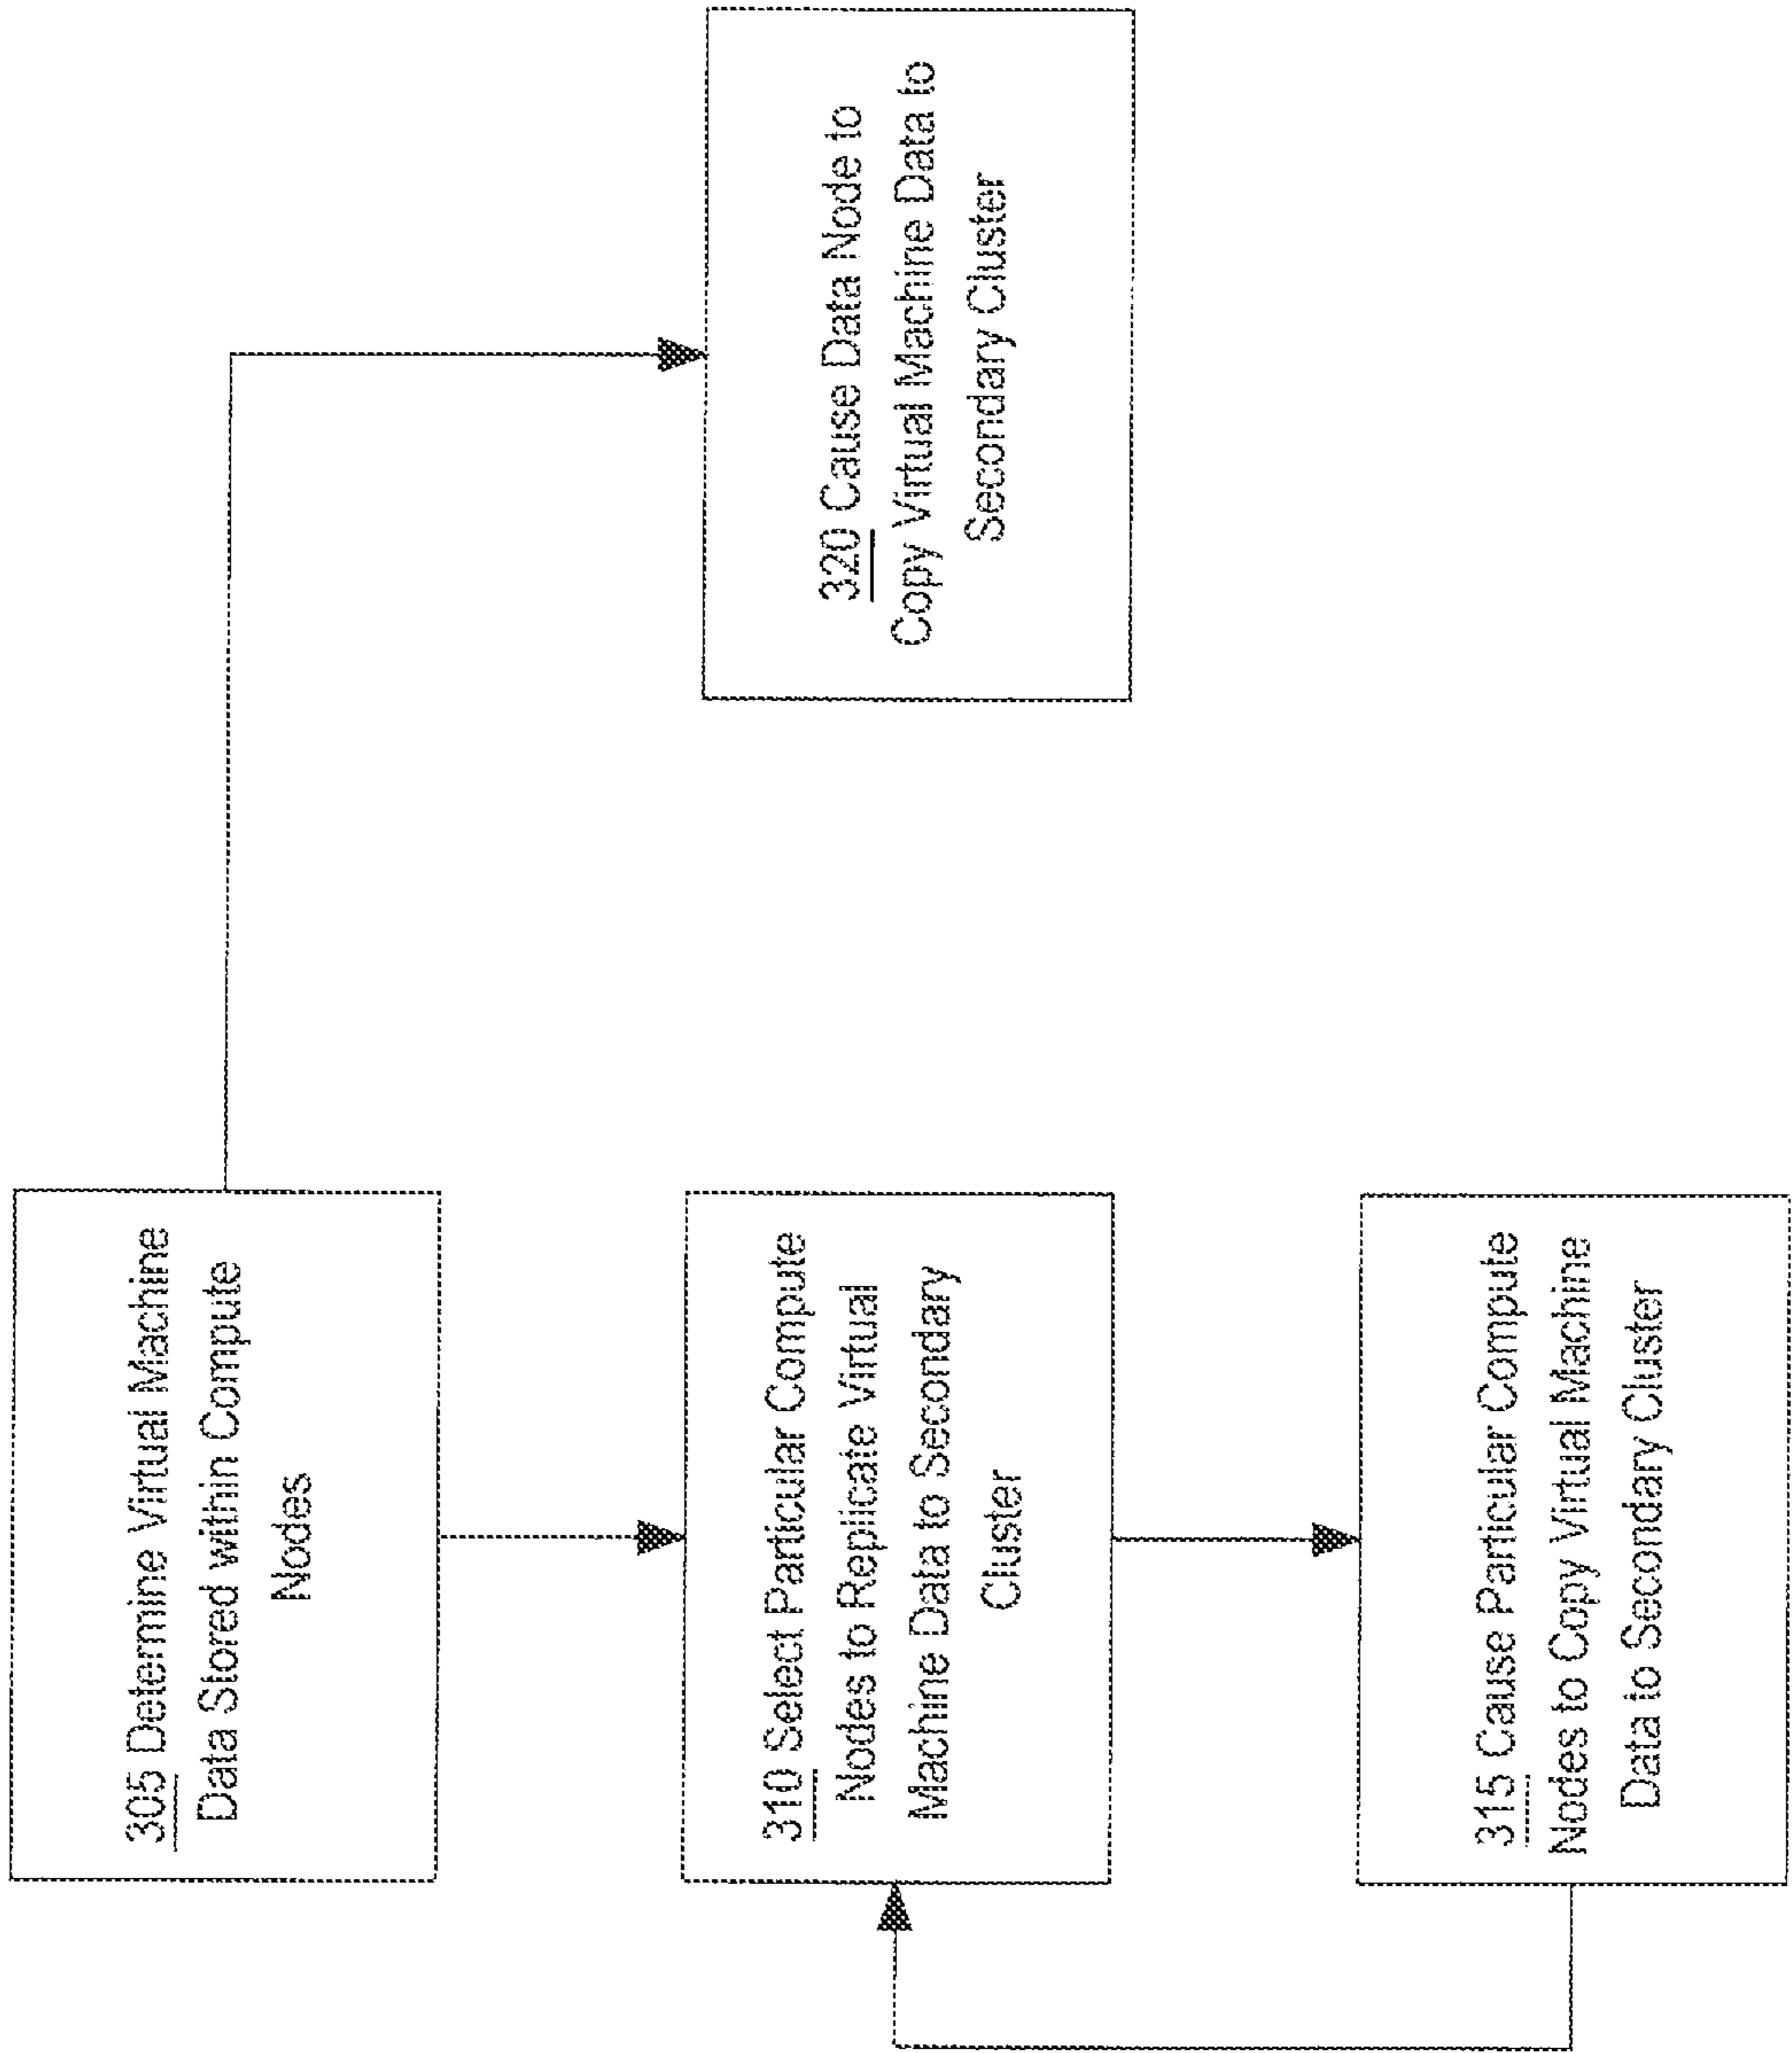 305 Determine Virtual Machine
Data Stored within Compute
Nodes
310 Select Particular Compute
Nodes to Replicate Virtual
Machine Data to Secondary
Cluster
315 Cause Particular Compute
Nodes to Copy Virtual Machine
Data to Secondary Cluster
320 Cause Data Node to
Copy Virtual Machine Data to
Secondary Cluster